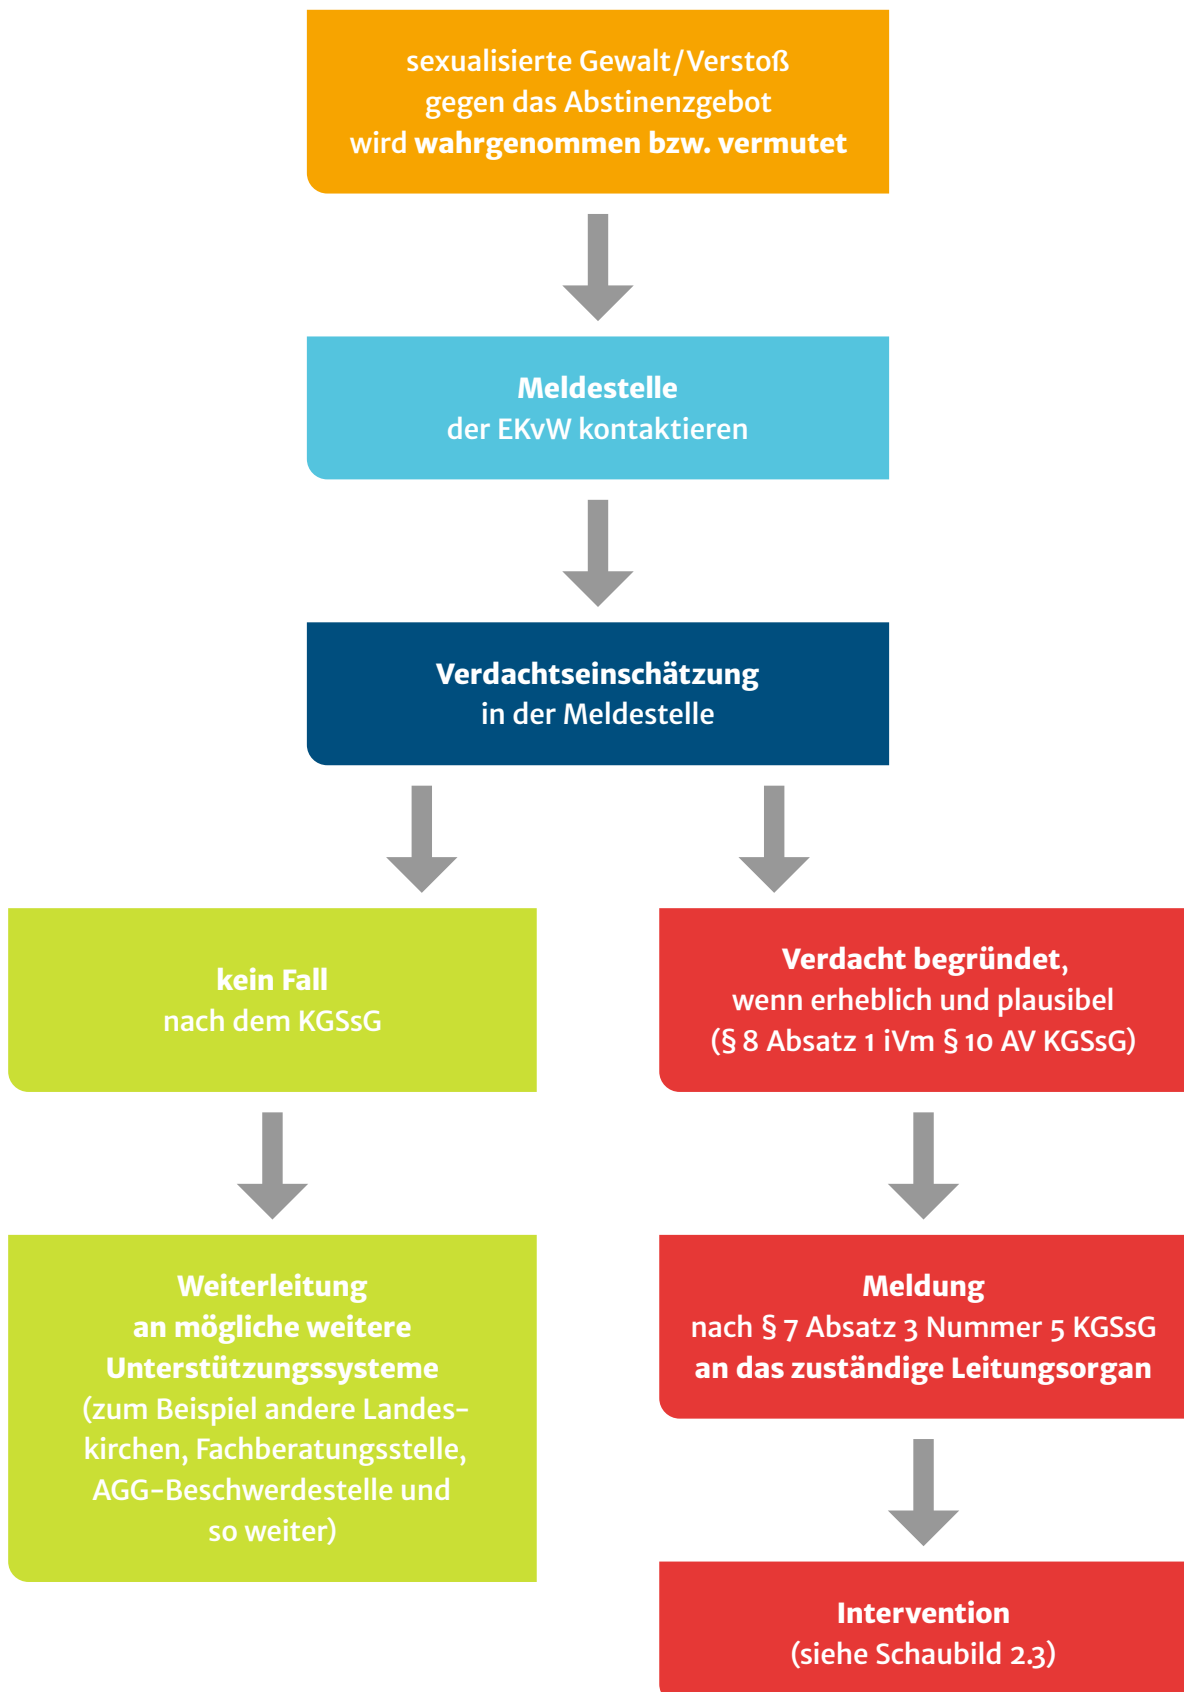 sexualisierte Gewalt/Verstoß
gegen das Abstinenzgebot
wird wahrgenommen bzw. vermutet
Meldestelle
der EKvW kontaktieren
Verdachtseinschätzung
in der Meldestelle
kein Fall
nach dem KGSsG
Verdacht begründet,
wenn erheblich und plausibel
(§ 8 Absatz 1 iVm § 10 AV KGSsG)
Weiterleitung
an mögliche weitere
Unterstützungssysteme
(zum Beispiel andere Landes-
kirchen, Fachberatungsstelle,
AGG-Beschwerdestelle und
so weiter)
Meldung
nach § 7 Absatz 3 Nummer 5 KGSsG
an das zuständige Leitungsorgan
Intervention
(siehe Schaubild 2.3)